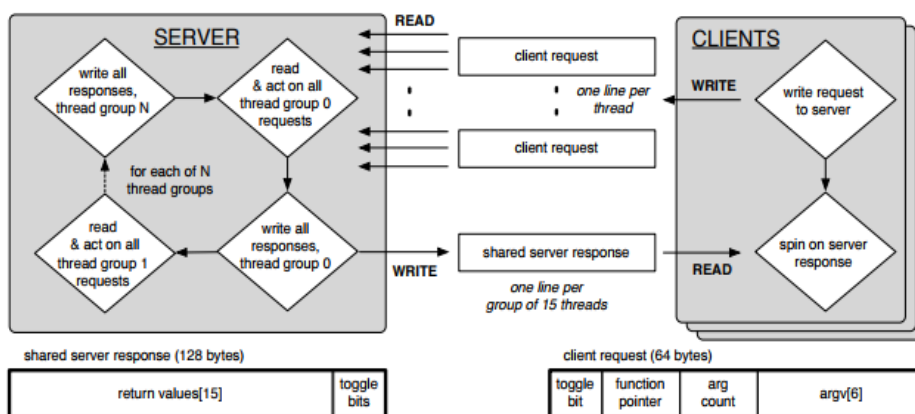 SERVER
write all
responses,
thread group N
read
& act on all
thread group 0
requests
for each of N
thread groups
read
& act on all
thread group 1
requests
write all
responses,
thread group 0
READ
client request
one line per
thread
client request
WRITE
shared server response
one line per
group of 15 threads
CLIENTS
WRITE
write request
to server
READ
spin on server
response
shared server response (128 bytes)
return values[15]
toggle
bits
client request (64 bytes)
toggle
bit
function
pointer
arg
count
argv[6]